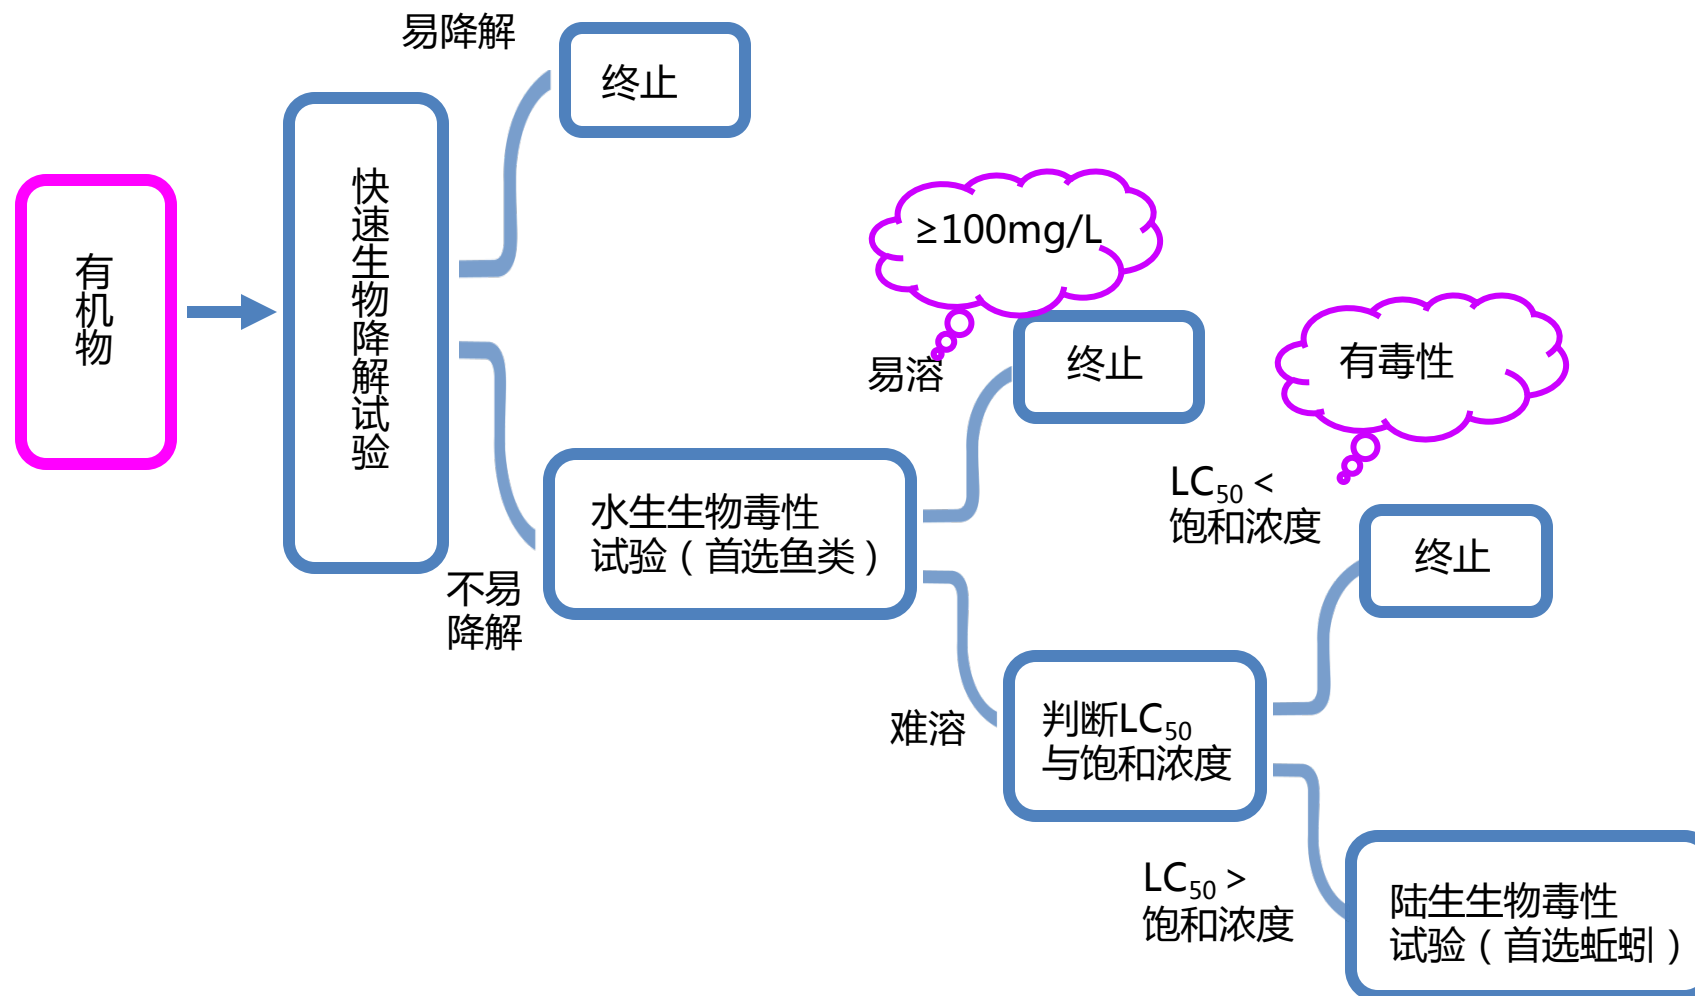 易降解
终止
有机物
快速生物降解试验
≥100mg/L
易溶
终止
有毒性
LC50 <
饱和浓度
终止
水生生物毒性
试验（首选鱼类）
不易
降解
难溶
判断LC50
与饱和浓度
LC50 >
饱和浓度
陆生生物毒性
试验（首选蚯蚓）